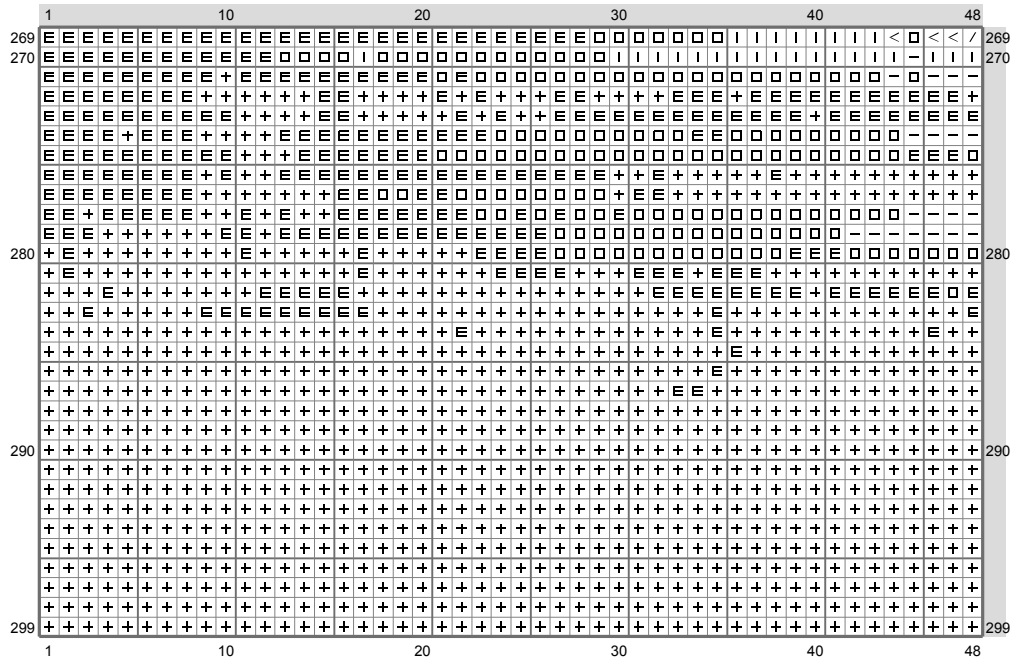 1 10 20 30 40 48
269 E E E E E E E E E E E E E E E E E E E E E E E E E E E E O O O O O O O I I I I I I I I < O < < / 269
270 E E E E E E E E E E E E O O O O I O O O O O O O O O O O O I I I I I I I I I I I I I I I - I I I 270
E E E E E E E E E + E E E E E E E E E E O O O O O O O O O O O O O O O O O O O O O O O - O - - -
E E E E E E E E + + + + + + E E + + + + E + E + + + E E + + + + E E E + E E E E E E E E E E E +
E E E E E E E E E E + + + + E E + + + + + E + E + + E E E E E E E E E E E E E + E E E E E E E E
E E E E + E E E + + + + E E E E E E E E E E E O O O O O O O O O O E E O O O O O O O O O - - - -
E E E E E E E E E E + + + E E E E E E E O O O O O O O O O O O O O O O O O O O O O O O O E E E O
E E E E E E E E + E + + E E E E E E E E E E E E E E E E E + + E + + + + + E + + + + + + + + + +
E E E E E E E E + + + + + + + E E O O E O O O O O O O O O + E E + + + + + + + + + + + + + + + +
E E + E E E E E + + E + E + + E E E E E E E O E O E O O O O O O O O O O O O O O O O O O - - - -
E E E + + + + + + E E + E + + E E E E E E E E E E E O O O O O O O O O O O O O O O - - - - - - -
280 + E + + + + + + + + E + + + + + E + + + + + E E E E O O O O O O O O O O O O E E E O O O O O O O 280
+ E + + + + + + + + + + + + + + E + + + + + + E E E E + + + E E E + E E E + + + + + + + + + + +
+ + + E + + + + + + + E E E E E + + + + + + + + + + + + + + + E E E E E E E E + E E E E E E O E
+ + E + + + + + E E E E E E E E E + + + + + + + + + + + + + + + + + E + + + + + + + + + + + + E
+ + + + + + + + + + + + + + + + + + + + + E + + + + + + + + + + + + E + + + + + + + + + + E + +
+ + + + + + + + + + + + + + + + + + + + + + + + + + + + + + + + + + + E + + + + + + + + + + + +
+ + + + + + + + + + + + + + + + + + + + + + + + + + + + + + + + + + E + + + + + + + + + + + + +
+ + + + + + + + + + + + + + + + + + + + + + + + + + + + + + + + E E + + + + + + + + + + + + + +
+ + + + + + + + + + + + + + + + + + + + + + + + + + + + + + + + + + + + + + + + + + + + + + + +
+ + + + + + + + + + + + + + + + + + + + + + + + + + + + + + + + + + + + + + + + + + + + + + + +
290 + + + + + + + + + + + + + + + + + + + + + + + + + + + + + + + + + + + + + + + + + + + + + + + + 290
+ + + + + + + + + + + + + + + + + + + + + + + + + + + + + + + + + + + + + + + + + + + + + + + +
+ + + + + + + + + + + + + + + + + + + + + + + + + + + + + + + + + + + + + + + + + + + + + + + +
+ + + + + + + + + + + + + + + + + + + + + + + + + + + + + + + + + + + + + + + + + + + + + + + +
+ + + + + + + + + + + + + + + + + + + + + + + + + + + + + + + + + + + + + + + + + + + + + + + +
+ + + + + + + + + + + + + + + + + + + + + + + + + + + + + + + + + + + + + + + + + + + + + + + +
+ + + + + + + + + + + + + + + + + + + + + + + + + + + + + + + + + + + + + + + + + + + + + + + +
+ + + + + + + + + + + + + + + + + + + + + + + + + + + + + + + + + + + + + + + + + + + + + + + +
+ + + + + + + + + + + + + + + + + + + + + + + + + + + + + + + + + + + + + + + + + + + + + + + +
299 + + + + + + + + + + + + + + + + + + + + + + + + + + + + + + + + + + + + + + + + + + + + + + + + 299
1 10 20 30 40 48